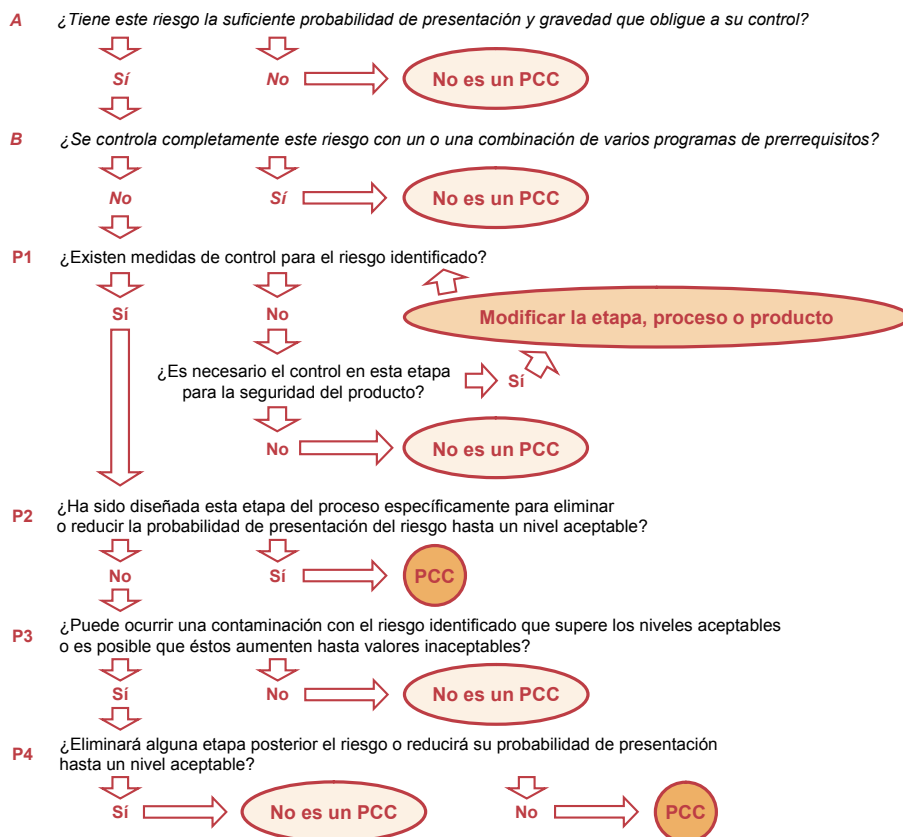 A ¿Tiene este riesgo la suficiente probabilidad de presentación y gravedad que obligue a su control?
Sí No No es un PCC
B ¿Se controla completamente este riesgo con un o una combinación de varios programas de prerrequisitos?
No Sí No es un PCC
P1 ¿Existen medidas de control para el riesgo identificado?
Sí No Modificar la etapa, proceso o producto
¿Es necesario el control en esta etapa
para la seguridad del producto?
Sí
No No es un PCC
P2 ¿Ha sido diseñada esta etapa del proceso específicamente para eliminar
o reducir la probabilidad de presentación del riesgo hasta un nivel aceptable?
No Sí PCC
P3 ¿Puede ocurrir una contaminación con el riesgo identificado que supere los niveles aceptables
o es posible que éstos aumenten hasta valores inaceptables?
Sí No No es un PCC
P4 ¿Eliminará alguna etapa posterior el riesgo o reducirá su probabilidad de presentación
hasta un nivel aceptable?
Sí No es un PCC No PCC